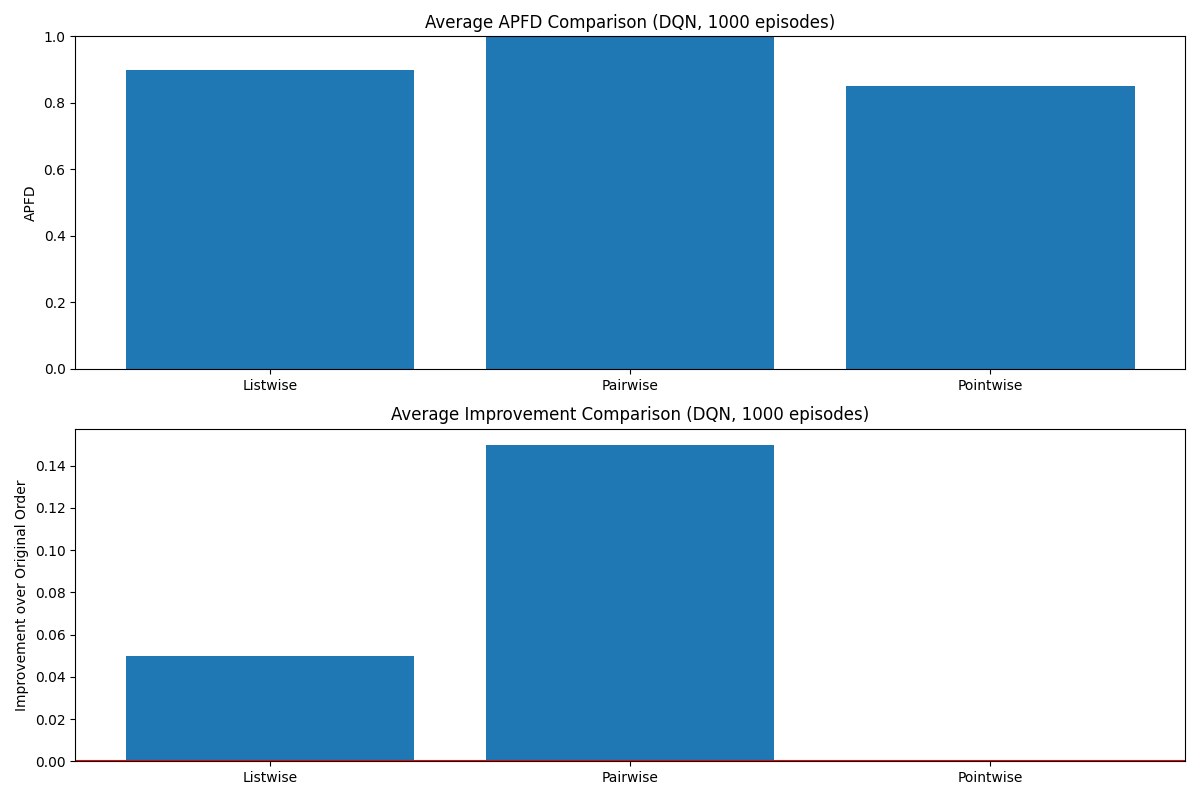 Average APFD Comparison (DQN, 1000 episodes)
1.0
0.8
0.6
0.4
0.2
0.0
APFD
Listwise Pairwise Pointwise
Average Improvement Comparison (DQN, 1000 episodes)
0.14
0.12
0.10
0.08
0.06
0.04
0.02
0.00
Improvement over Original Order
Listwise Pairwise Pointwise